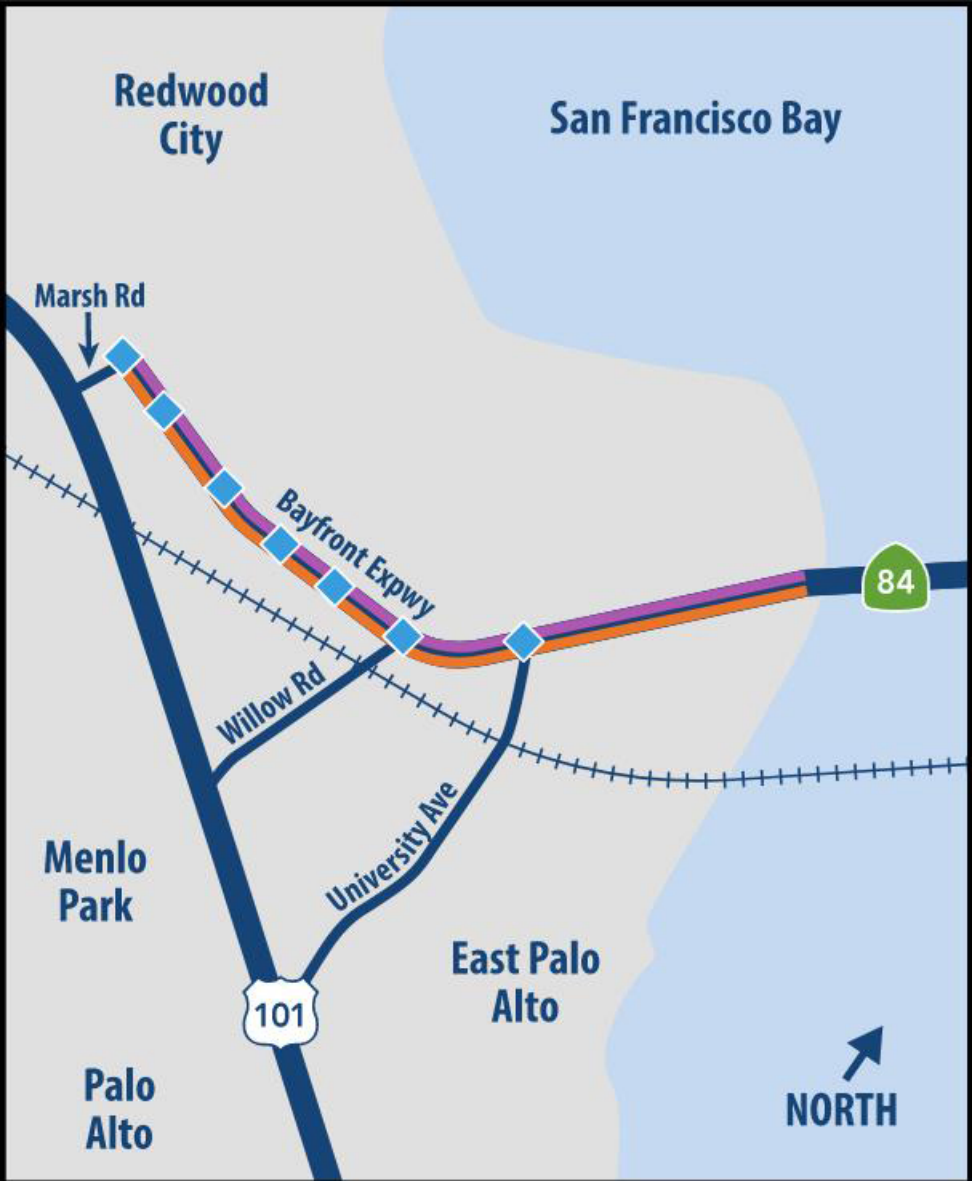 Redwood
City
San Francisco Bay
Marsh Rd
Bayfront Expwy
84
Willow Rd
University Ave
Menlo
Park
East Palo
Alto
101
Palo
Alto
NORTH